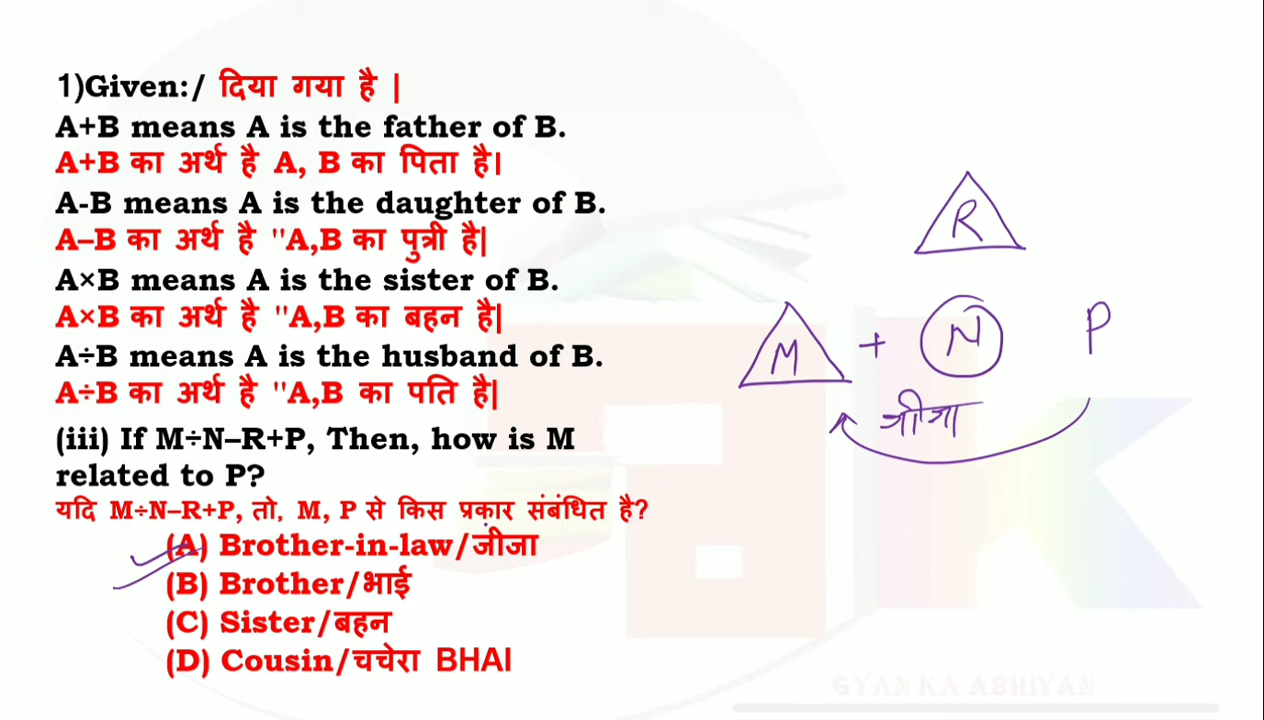 1)Given:/ दिया गया है |
A+B means A is the father of B.
A+B का अर्थ है A, B का पिता है।
A-B means A is the daughter of B.
A–B का अर्थ है "A,B का पुत्री है|
A×B means A is the sister of B.
A×B का अर्थ है "A,B का बहन है|
A÷B means A is the husband of B.
A÷B का अर्थ है "A,B का पति है|
(iii) If M÷N–R+P, Then, how is M
related to P?
यदि M÷N–R+P, तो, M, P से किस प्रकार संबंधित है?
(A) Brother-in-law/जीजा
(B) Brother/भाई
(C) Sister/बहन
(D) Cousin/चचेरा BHAI
R
M + N P
जीजा
GYAN KA ABHIYAN